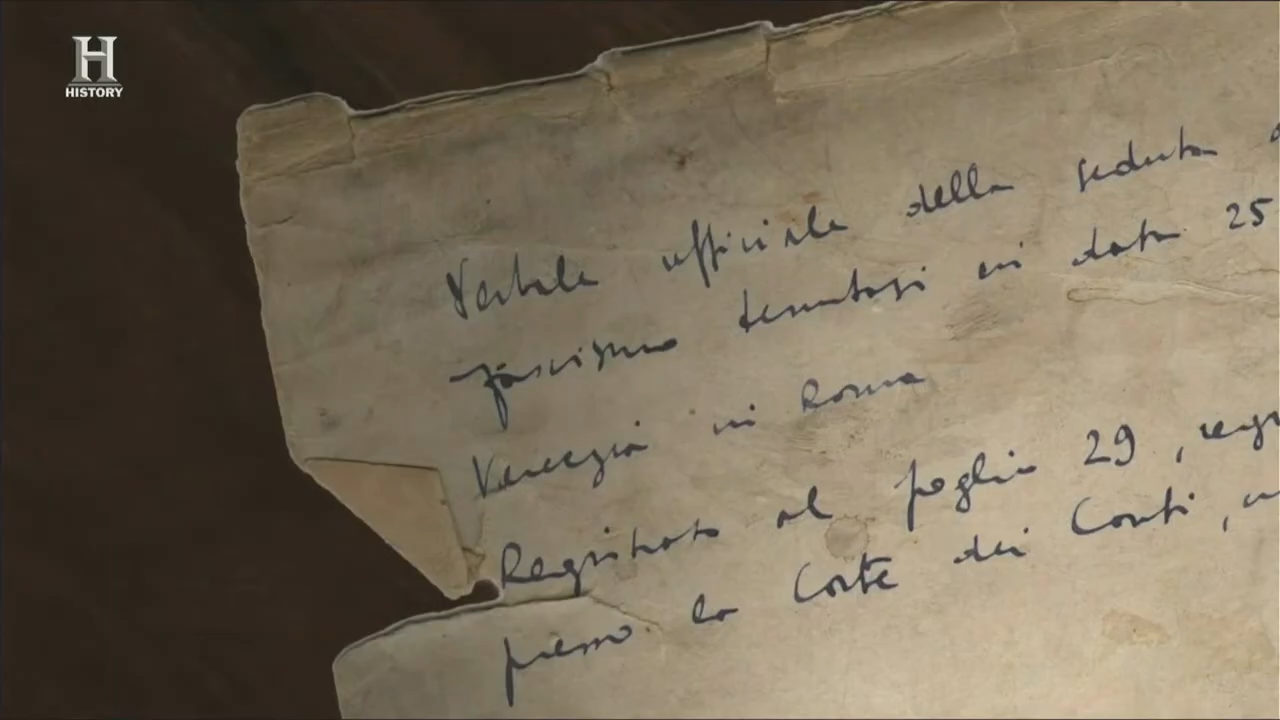 H
HISTORY
Verbale ufficiale della seduta
fascismo tenutasi in data 25
Venezia in Roma
Registrato al foglio 29,
presso la Corte dei Conti,